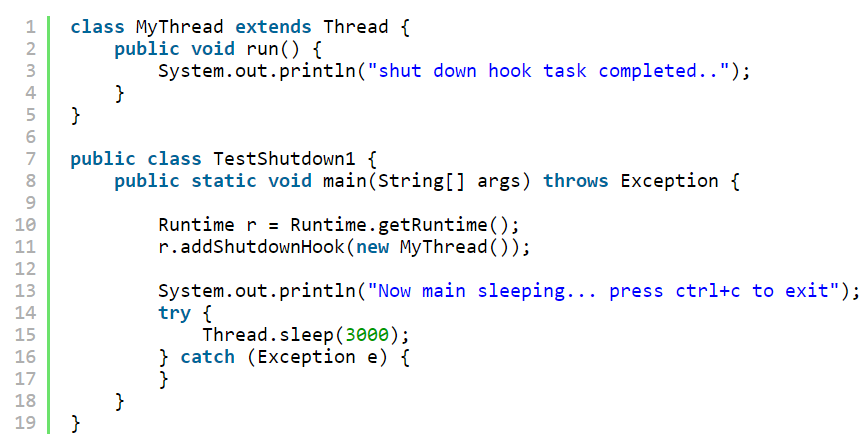 1 class MyThread extends Thread {
2     public void run() {
3         System.out.println("shut down hook task completed..");
4     }
5 }
6
7 public class TestShutdown1 {
8     public static void main(String[] args) throws Exception {
9
10         Runtime r = Runtime.getRuntime();
11         r.addShutdownHook(new MyThread());
12
13         System.out.println("Now main sleeping... press ctrl+c to exit");
14         try {
15             Thread.sleep(3000);
16         } catch (Exception e) {
17         }
18     }
19 }